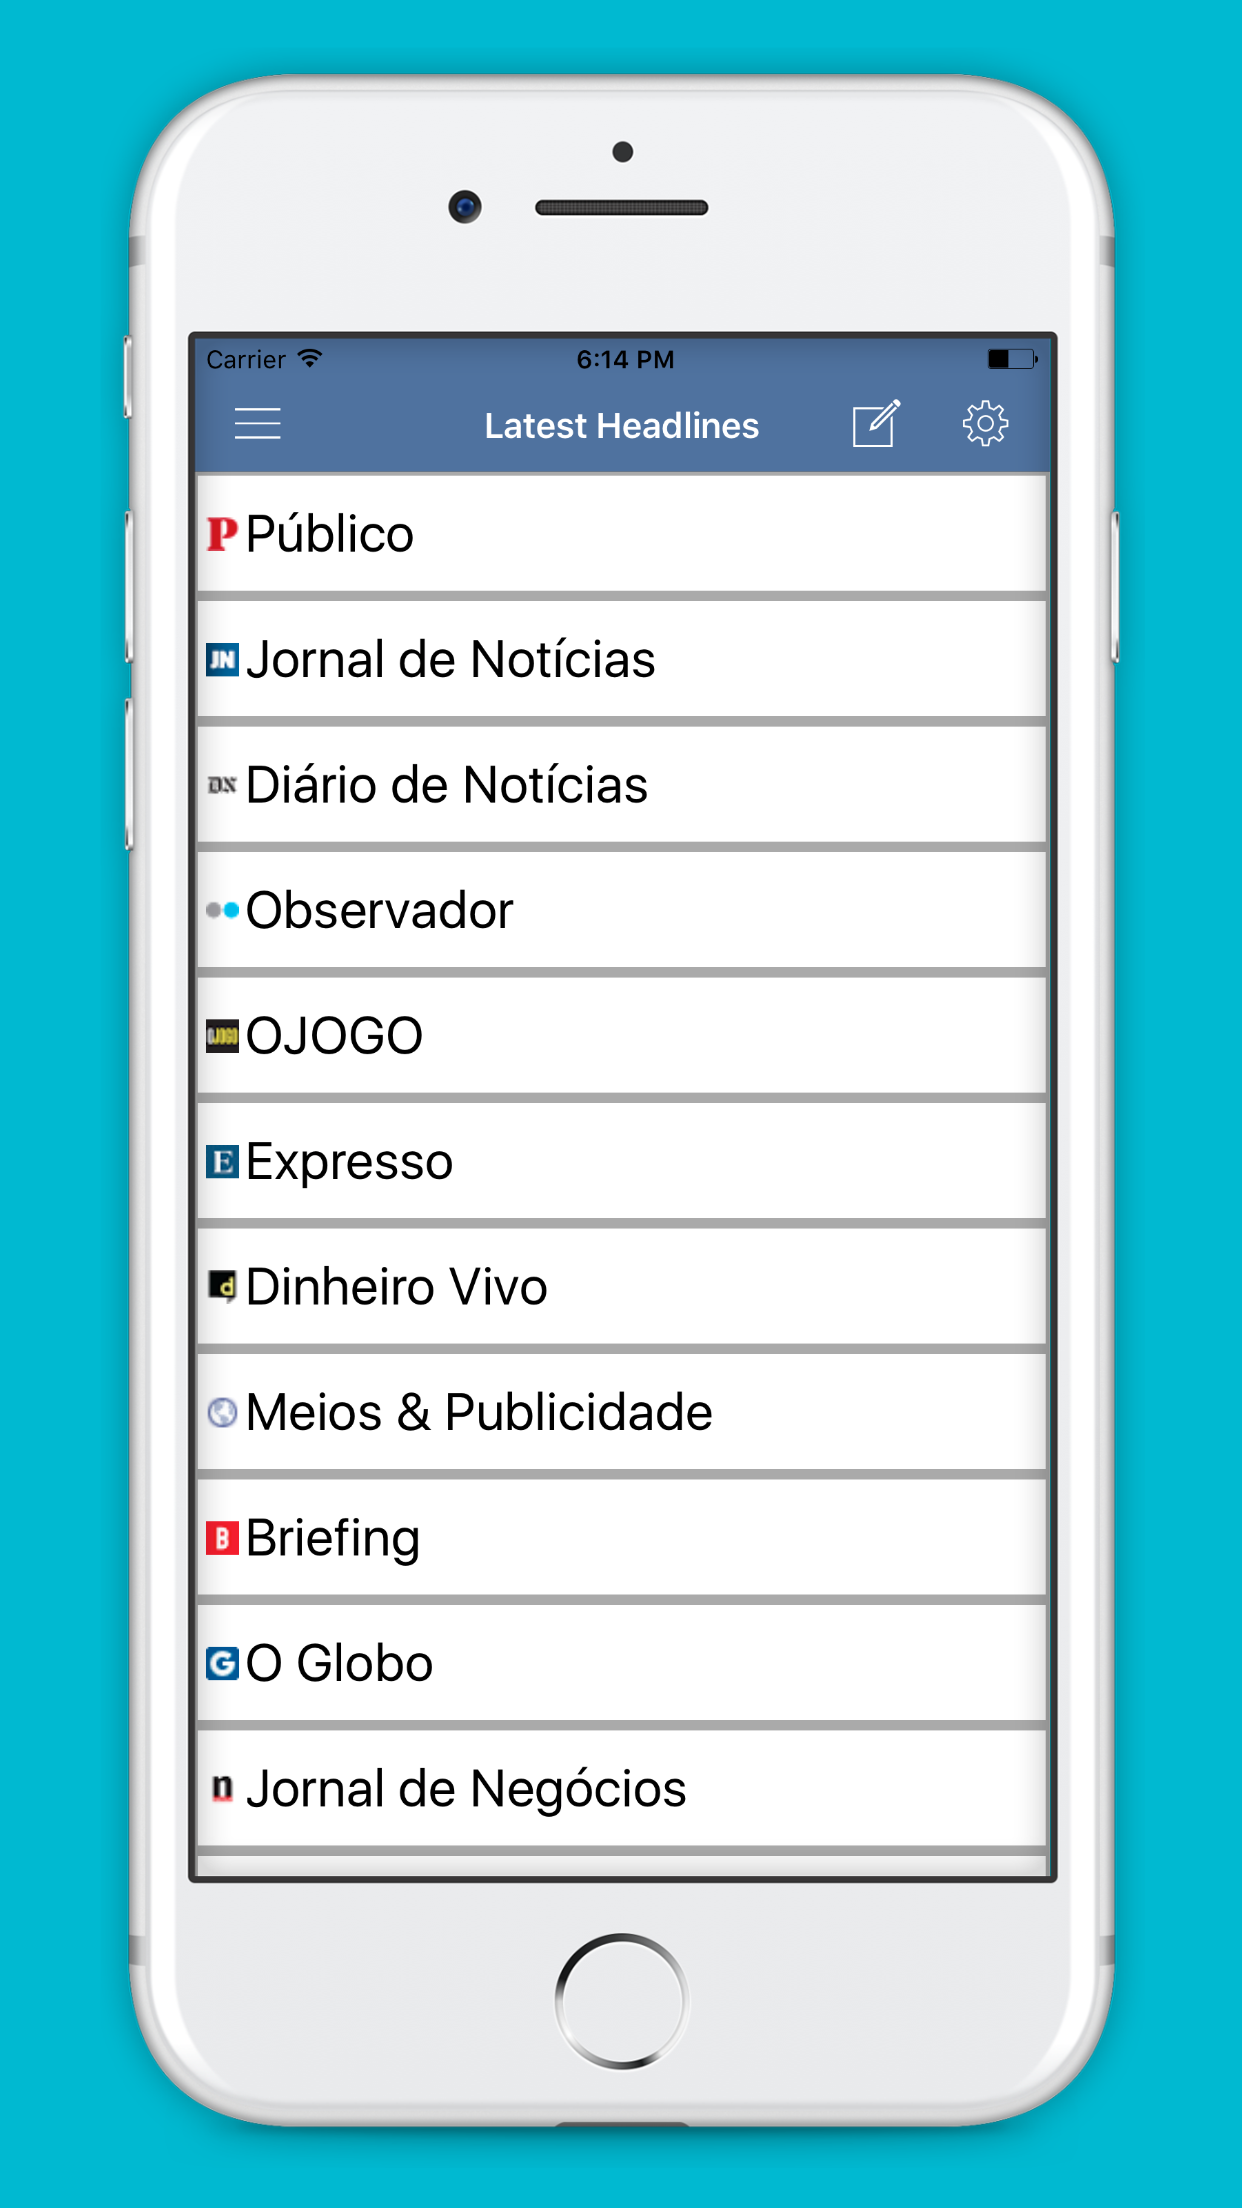 Carrier 6:14 PM
Latest Headlines
P Público
JN Jornal de Notícias
DN Diário de Notícias
Observador
OJOGO OJOGO
E Expresso
d Dinheiro Vivo
Meios & Publicidade
B Briefing
G O Globo
n Jornal de Negócios